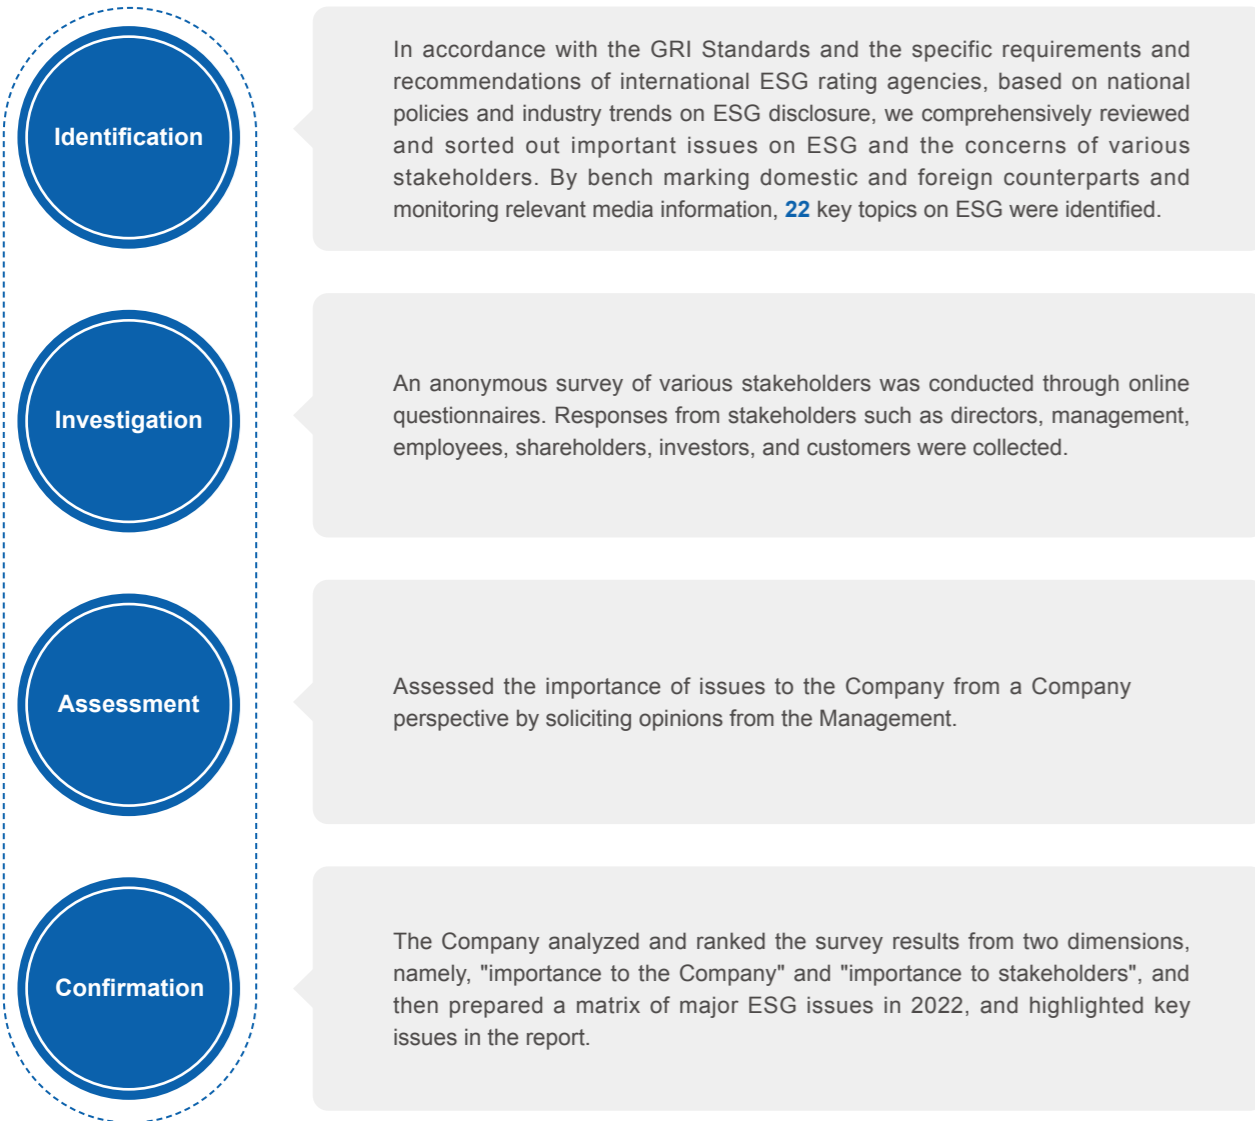 Identification
In accordance with the GRI Standards and the specific requirements and
recommendations of international ESG rating agencies, based on national
policies and industry trends on ESG disclosure, we comprehensively reviewed
and sorted out important issues on ESG and the concerns of various
stakeholders. By bench marking domestic and foreign counterparts and
monitoring relevant media information, 22 key topics on ESG were identified.
Investigation
An anonymous survey of various stakeholders was conducted through online
questionnaires. Responses from stakeholders such as directors, management,
employees, shareholders, investors, and customers were collected.
Assessment
Assessed the importance of issues to the Company from a Company
perspective by soliciting opinions from the Management.
Confirmation
The Company analyzed and ranked the survey results from two dimensions,
namely, "importance to the Company" and "importance to stakeholders", and
then prepared a matrix of major ESG issues in 2022, and highlighted key
issues in the report.